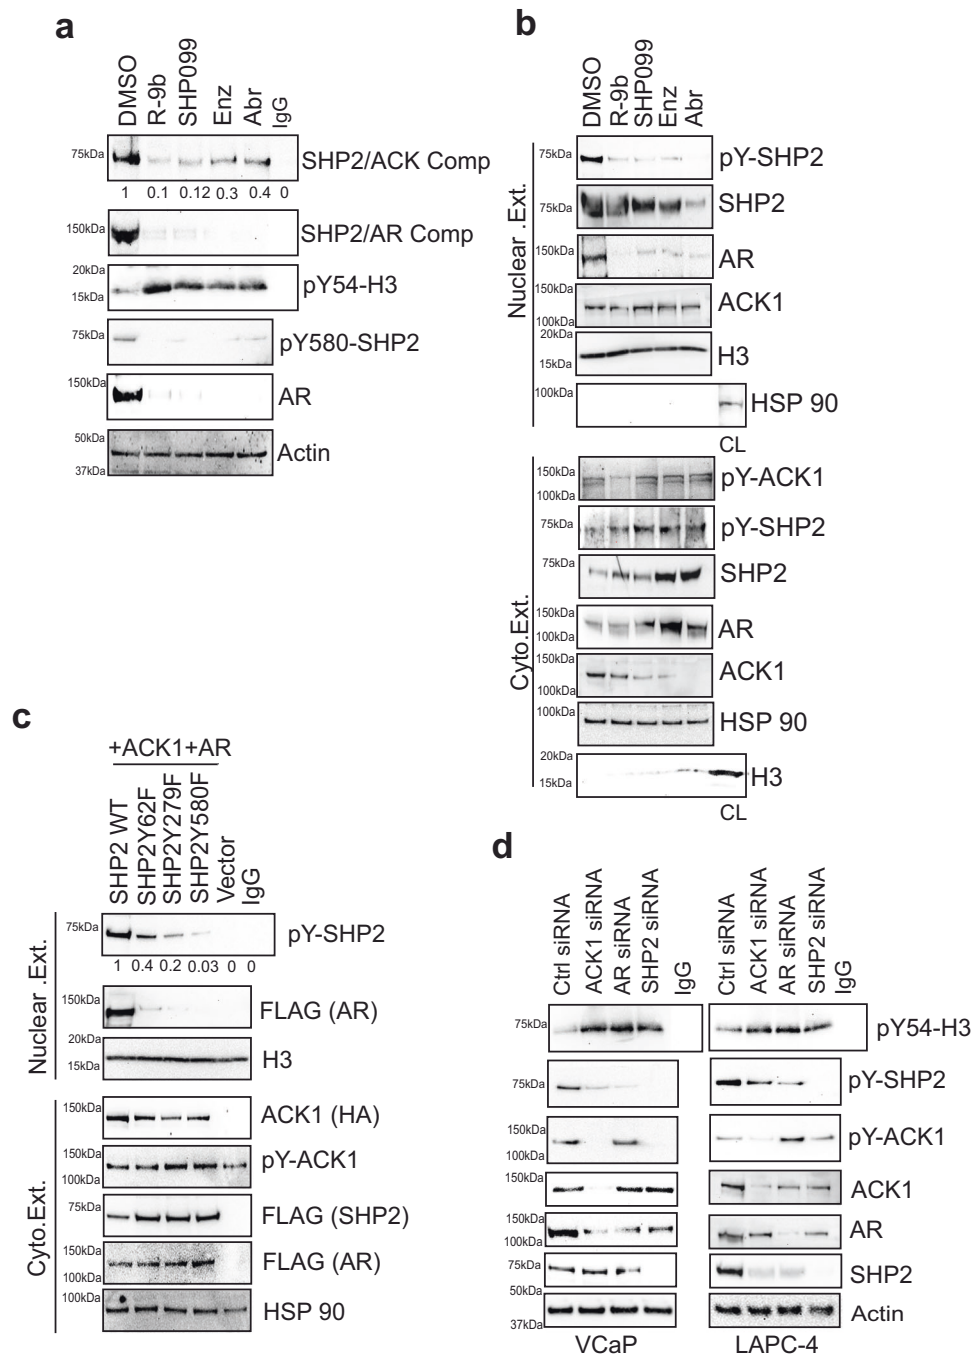 a
DMSO
R-9b
SHP099
Enz
Abr
IgG
75kDa
SHP2/ACK Comp
1 0.1 0.12 0.3 0.4 0
150kDa
SHP2/AR Comp
20kDa
15kDa
pY54-H3
75kDa
pY580-SHP2
150kDa
AR
50kDa
37kDa
Actin
b
DMSO
R-9b
SHP099
Enz
Abr
Nuclear .Ext.
75kDa
pY-SHP2
75kDa
SHP2
150kDa
AR
150kDa
100kDa
ACK1
20kDa
15kDa
H3
100kDa
HSP 90
CL
Cyto.Ext.
150kDa
100kDa
pY-ACK1
75kDa
pY-SHP2
75kDa
SHP2
150kDa
100kDa
AR
150kDa
100kDa
ACK1
100kDa
HSP 90
20kDa
15kDa
H3
CL
c
+ACK1+AR
SHP2 WT
SHP2Y62F
SHP2Y279F
SHP2Y580F
Vector
IgG
Nuclear .Ext.
75kDa
pY-SHP2
1 0.4 0.2 0.03 0 0
150kDa
FLAG (AR)
20kDa
15kDa
H3
Cyto.Ext.
150kDa
ACK1 (HA)
150kDa
100kDa
pY-ACK1
75kDa
FLAG (SHP2)
150kDa
100kDa
FLAG (AR)
100kDa
HSP 90
d
Ctrl siRNA
ACK1 siRNA
AR siRNA
SHP2 siRNA
IgG
Ctrl siRNA
ACK1 siRNA
AR siRNA
SHP2 siRNA
IgG
75kDa
pY54-H3
75kDa
pY-SHP2
150kDa
100kDa
pY-ACK1
150kDa
ACK1
150kDa
100kDa
AR
75kDa
SHP2
50kDa
37kDa
Actin
VCaP
LAPC-4